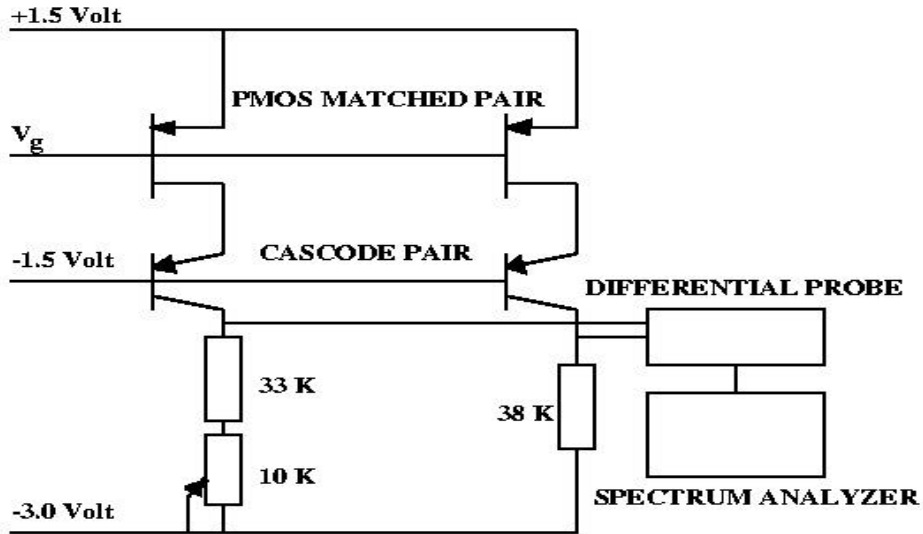 +1.5 Volt
PMOS MATCHED PAIR
Vg
-1.5 Volt
CASCODE PAIR
DIFFERENTIAL PROBE
33 K
38 K
10 K
SPECTRUM ANALYZER
-3.0 Volt